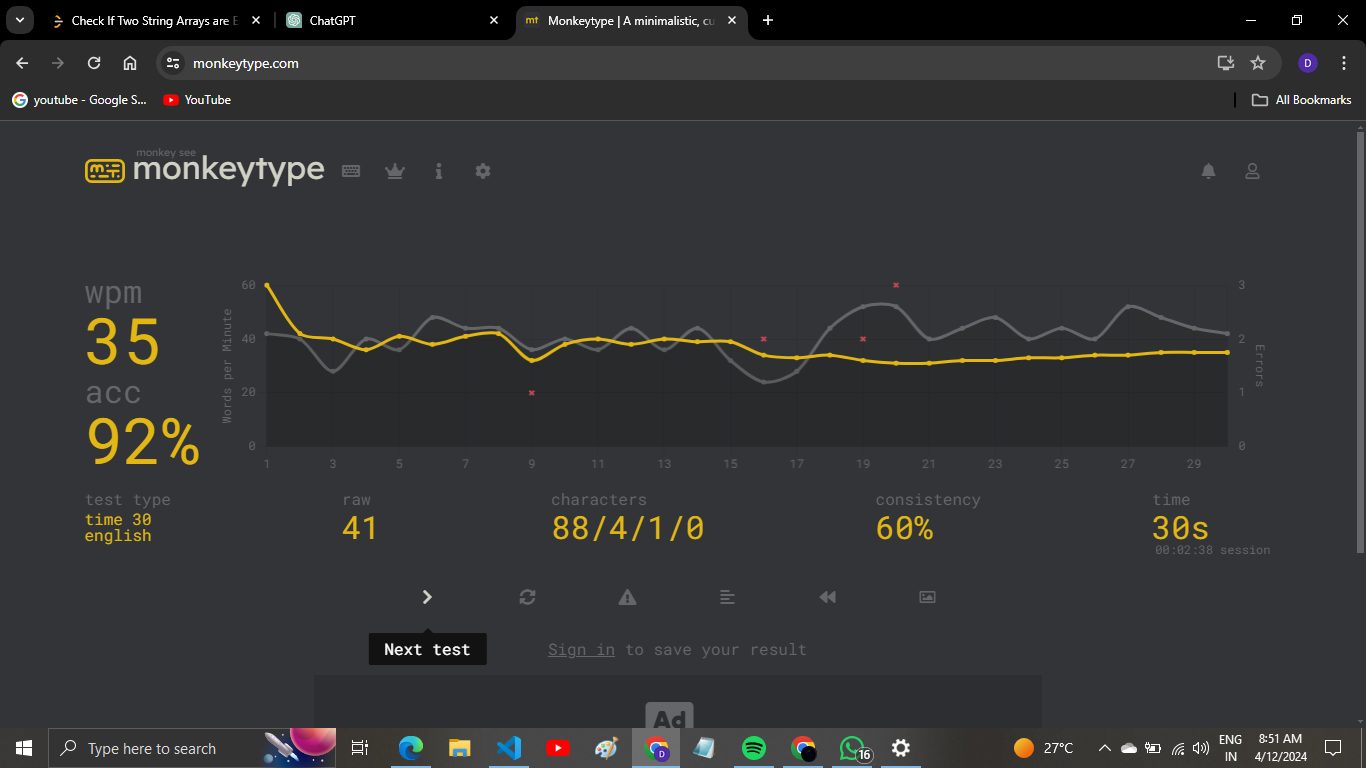 Check If Two String Arrays are E
ChatGPT
Monkeytype | A minimalistic, cu
monkeytype.com
D
youtube - Google S...
YouTube
All Bookmarks
monkey see
monkeytype
wpm
35
acc
92%
60
40
20
0
Words per Minute
3
2
1
0
Errors
1 3 5 7 9 11 13 15 17 19 21 23 25 27 29
test type
time 30
english
raw
41
characters
88/4/1/0
consistency
60%
time
30s
00:02:38 session
Next test
Sign in to save your result
Ad
Type here to search
D
16
27°C
ENG
IN
8:51 AM
4/12/2024